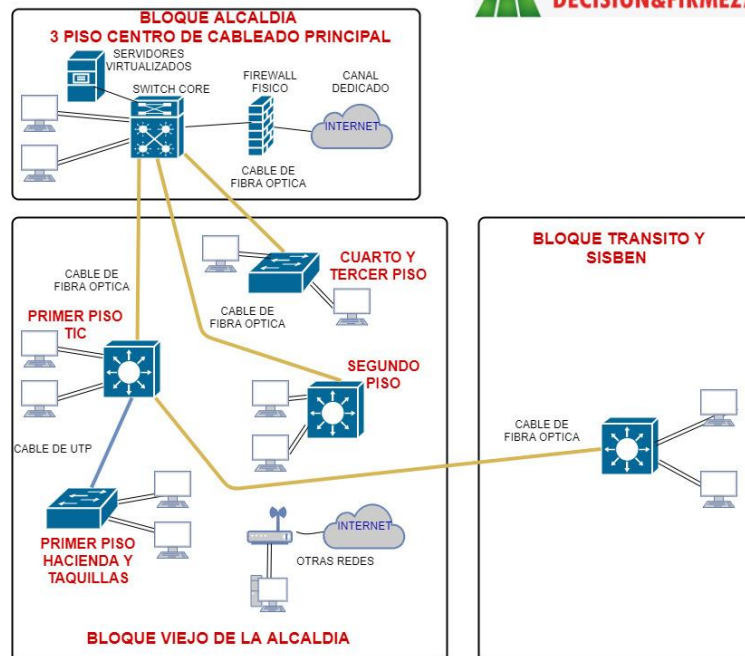 DECISIÓN&FIRMEZA
BLOQUE ALCALDIA
3 PISO CENTRO DE CABLEADO PRINCIPAL
SERVIDORES
VIRTUALIZADOS
SWITCH CORE
FIREWALL
FISICO
CANAL
DEDICADO
INTERNET
CABLE DE
FIBRA OPTICA
CUARTO Y
TERCER PISO
CABLE DE
FIBRA OPTICA
CABLE DE
FIBRA OPTICA
PRIMER PISO
TIC
SEGUNDO
PISO
CABLE DE UTP
PRIMER PISO
HACIENDA Y
TAQUILLAS
INTERNET
OTRAS REDES
BLOQUE VIEJO DE LA ALCALDIA
BLOQUE TRANSITO Y
SISBEN
CABLE DE
FIBRA OPTICA